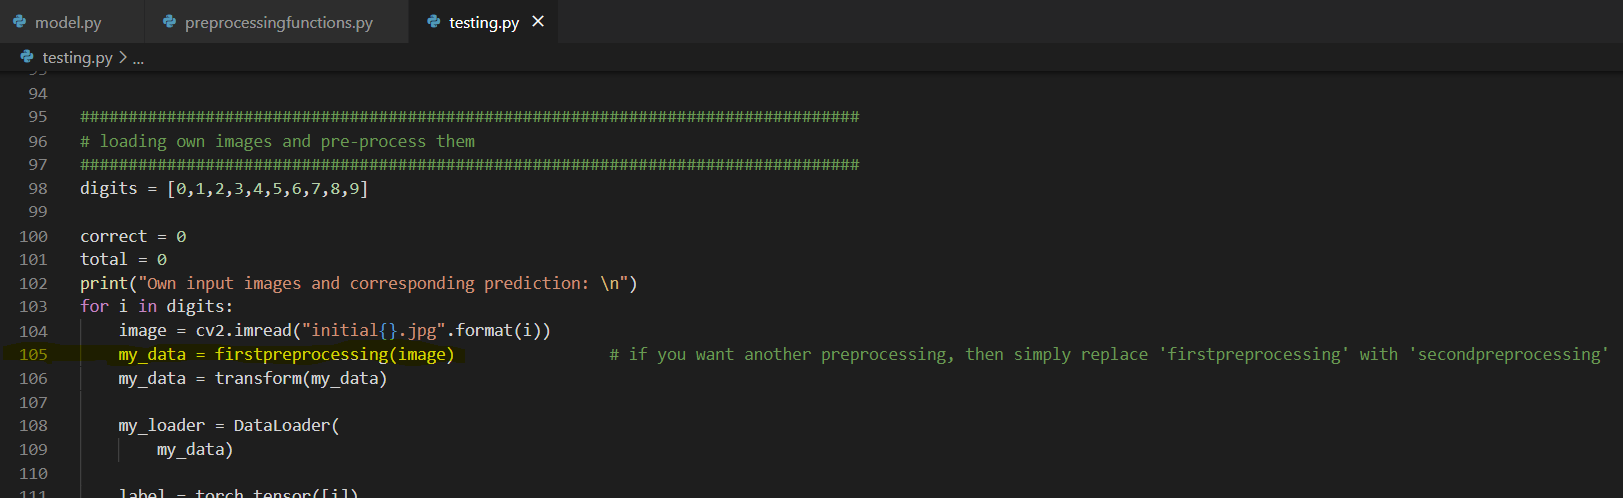 model.py preprocessingfunctions.py testing.py
testing.py > ...
94
95 #################################################################################
96 # loading own images and pre-process them
97 #################################################################################
98 digits = [0,1,2,3,4,5,6,7,8,9]
99
100 correct = 0
101 total = 0
102 print("Own input images and corresponding prediction: \n")
103 for i in digits:
104 image = cv2.imread("initial{}.jpg".format(i))
105 my_data = firstpreprocessing(image) # if you want another preprocessing, then simply replace 'firstpreprocessing' with 'secondpreprocessing'
106 my_data = transform(my_data)
107
108 my_loader = DataLoader(
109 my_data)
110
111 label = torch.tensor([i])